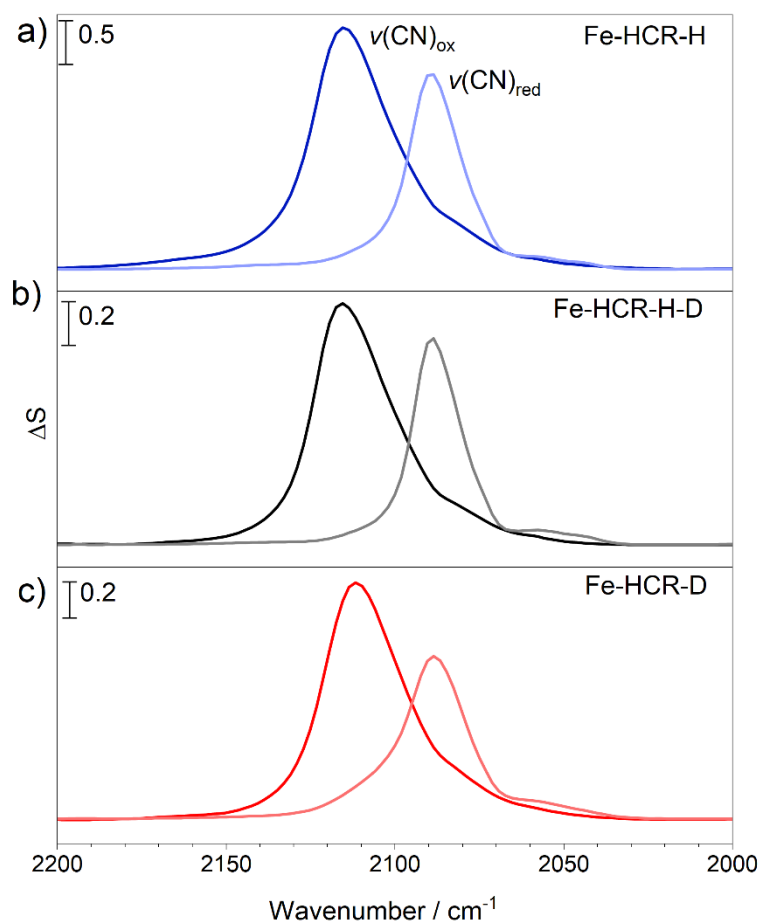 a)
0.5
ν(CN)ox
Fe-HCR-H
ν(CN)red
b)
0.2
Fe-HCR-H-D
ΔS
c)
0.2
Fe-HCR-D
2200 2150 2100 2050 2000
Wavenumber / cm-1